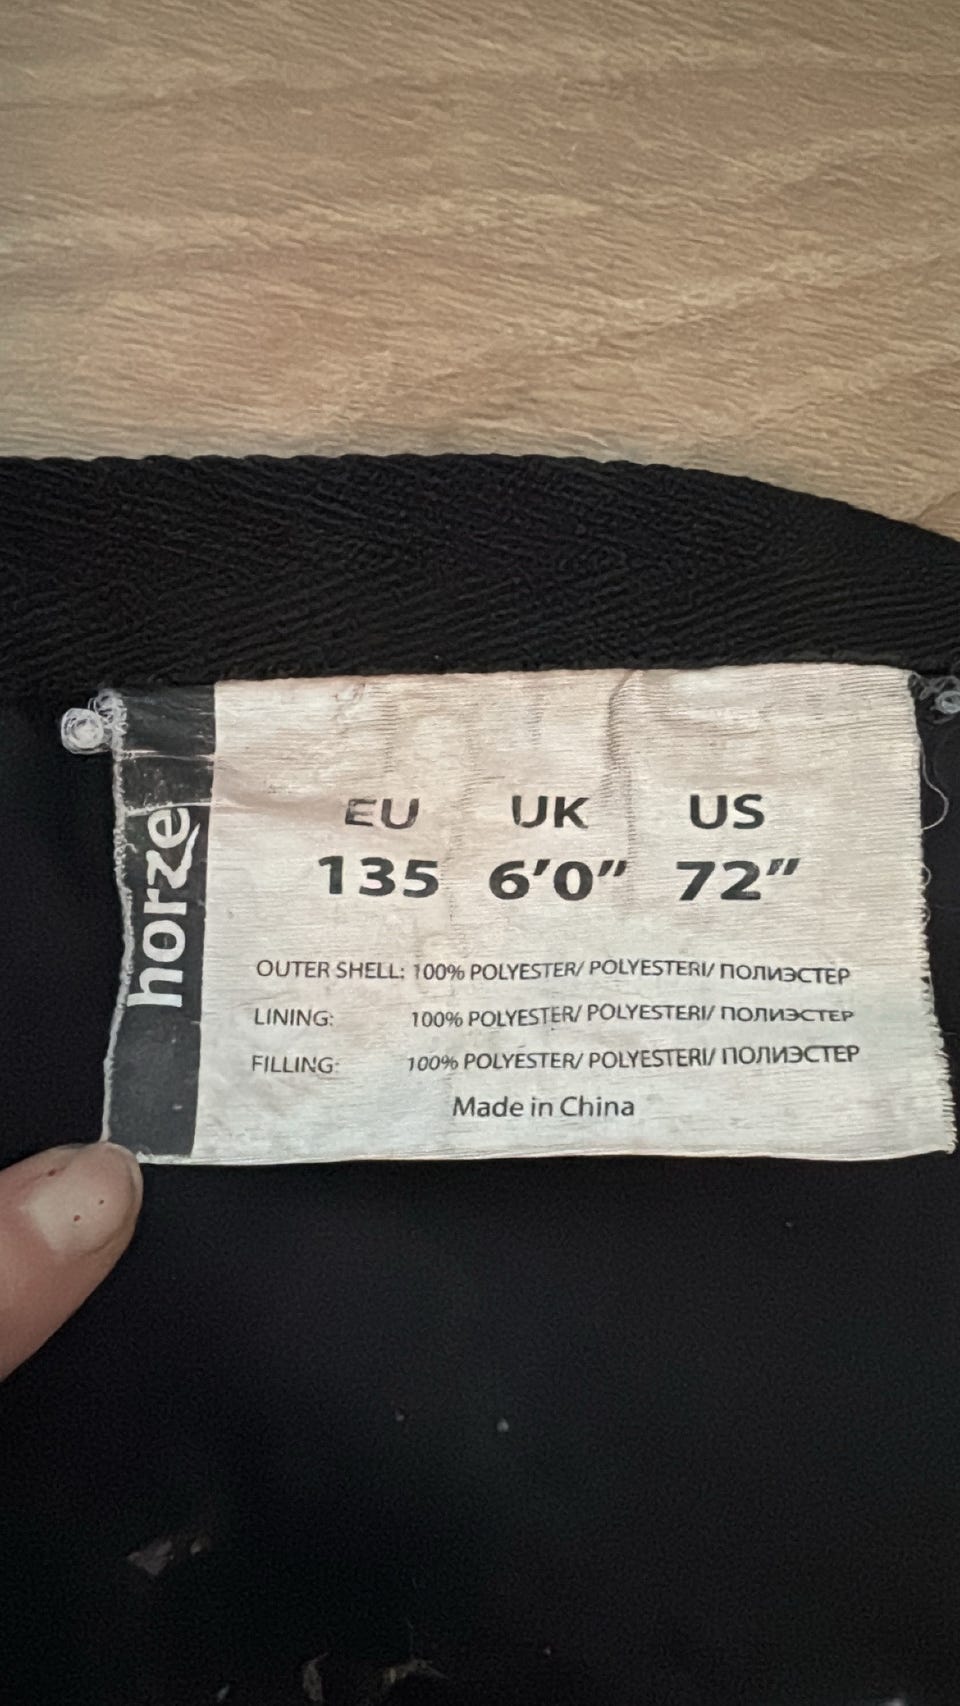 horze
EU UK US
135 6'0" 72"
OUTER SHELL: 100% POLYESTER/ POLYESTERI/ ПОЛИЭСТЕР
LINING: 100% POLYESTER/ POLYESTERI/ ПОЛИЭСТЕР
FILLING: 100% POLYESTER/ POLYESTERI/ ПОЛИЭСТЕР
Made in China